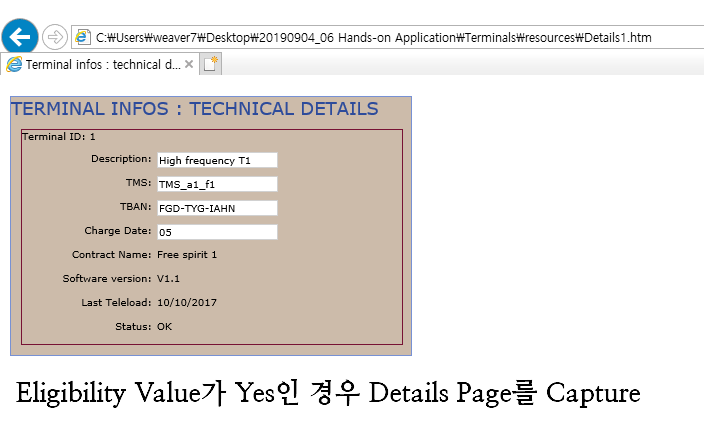 C:₩Users₩weaver7₩Desktop₩20190904_06 Hands-on Application₩Terminals₩resources₩Details1.htm
Terminal infos : technical d...
TERMINAL INFOS : TECHNICAL DETAILS
Terminal ID: 1
Description: High frequency T1
TMS: TMS_a1_f1
TBAN: FGD-TYG-IAHN
Charge Date: 05
Contract Name: Free spirit 1
Software version: V1.1
Last Teleload: 10/10/2017
Status: OK
Eligibility Value가 Yes인 경우 Details Page를 Capture